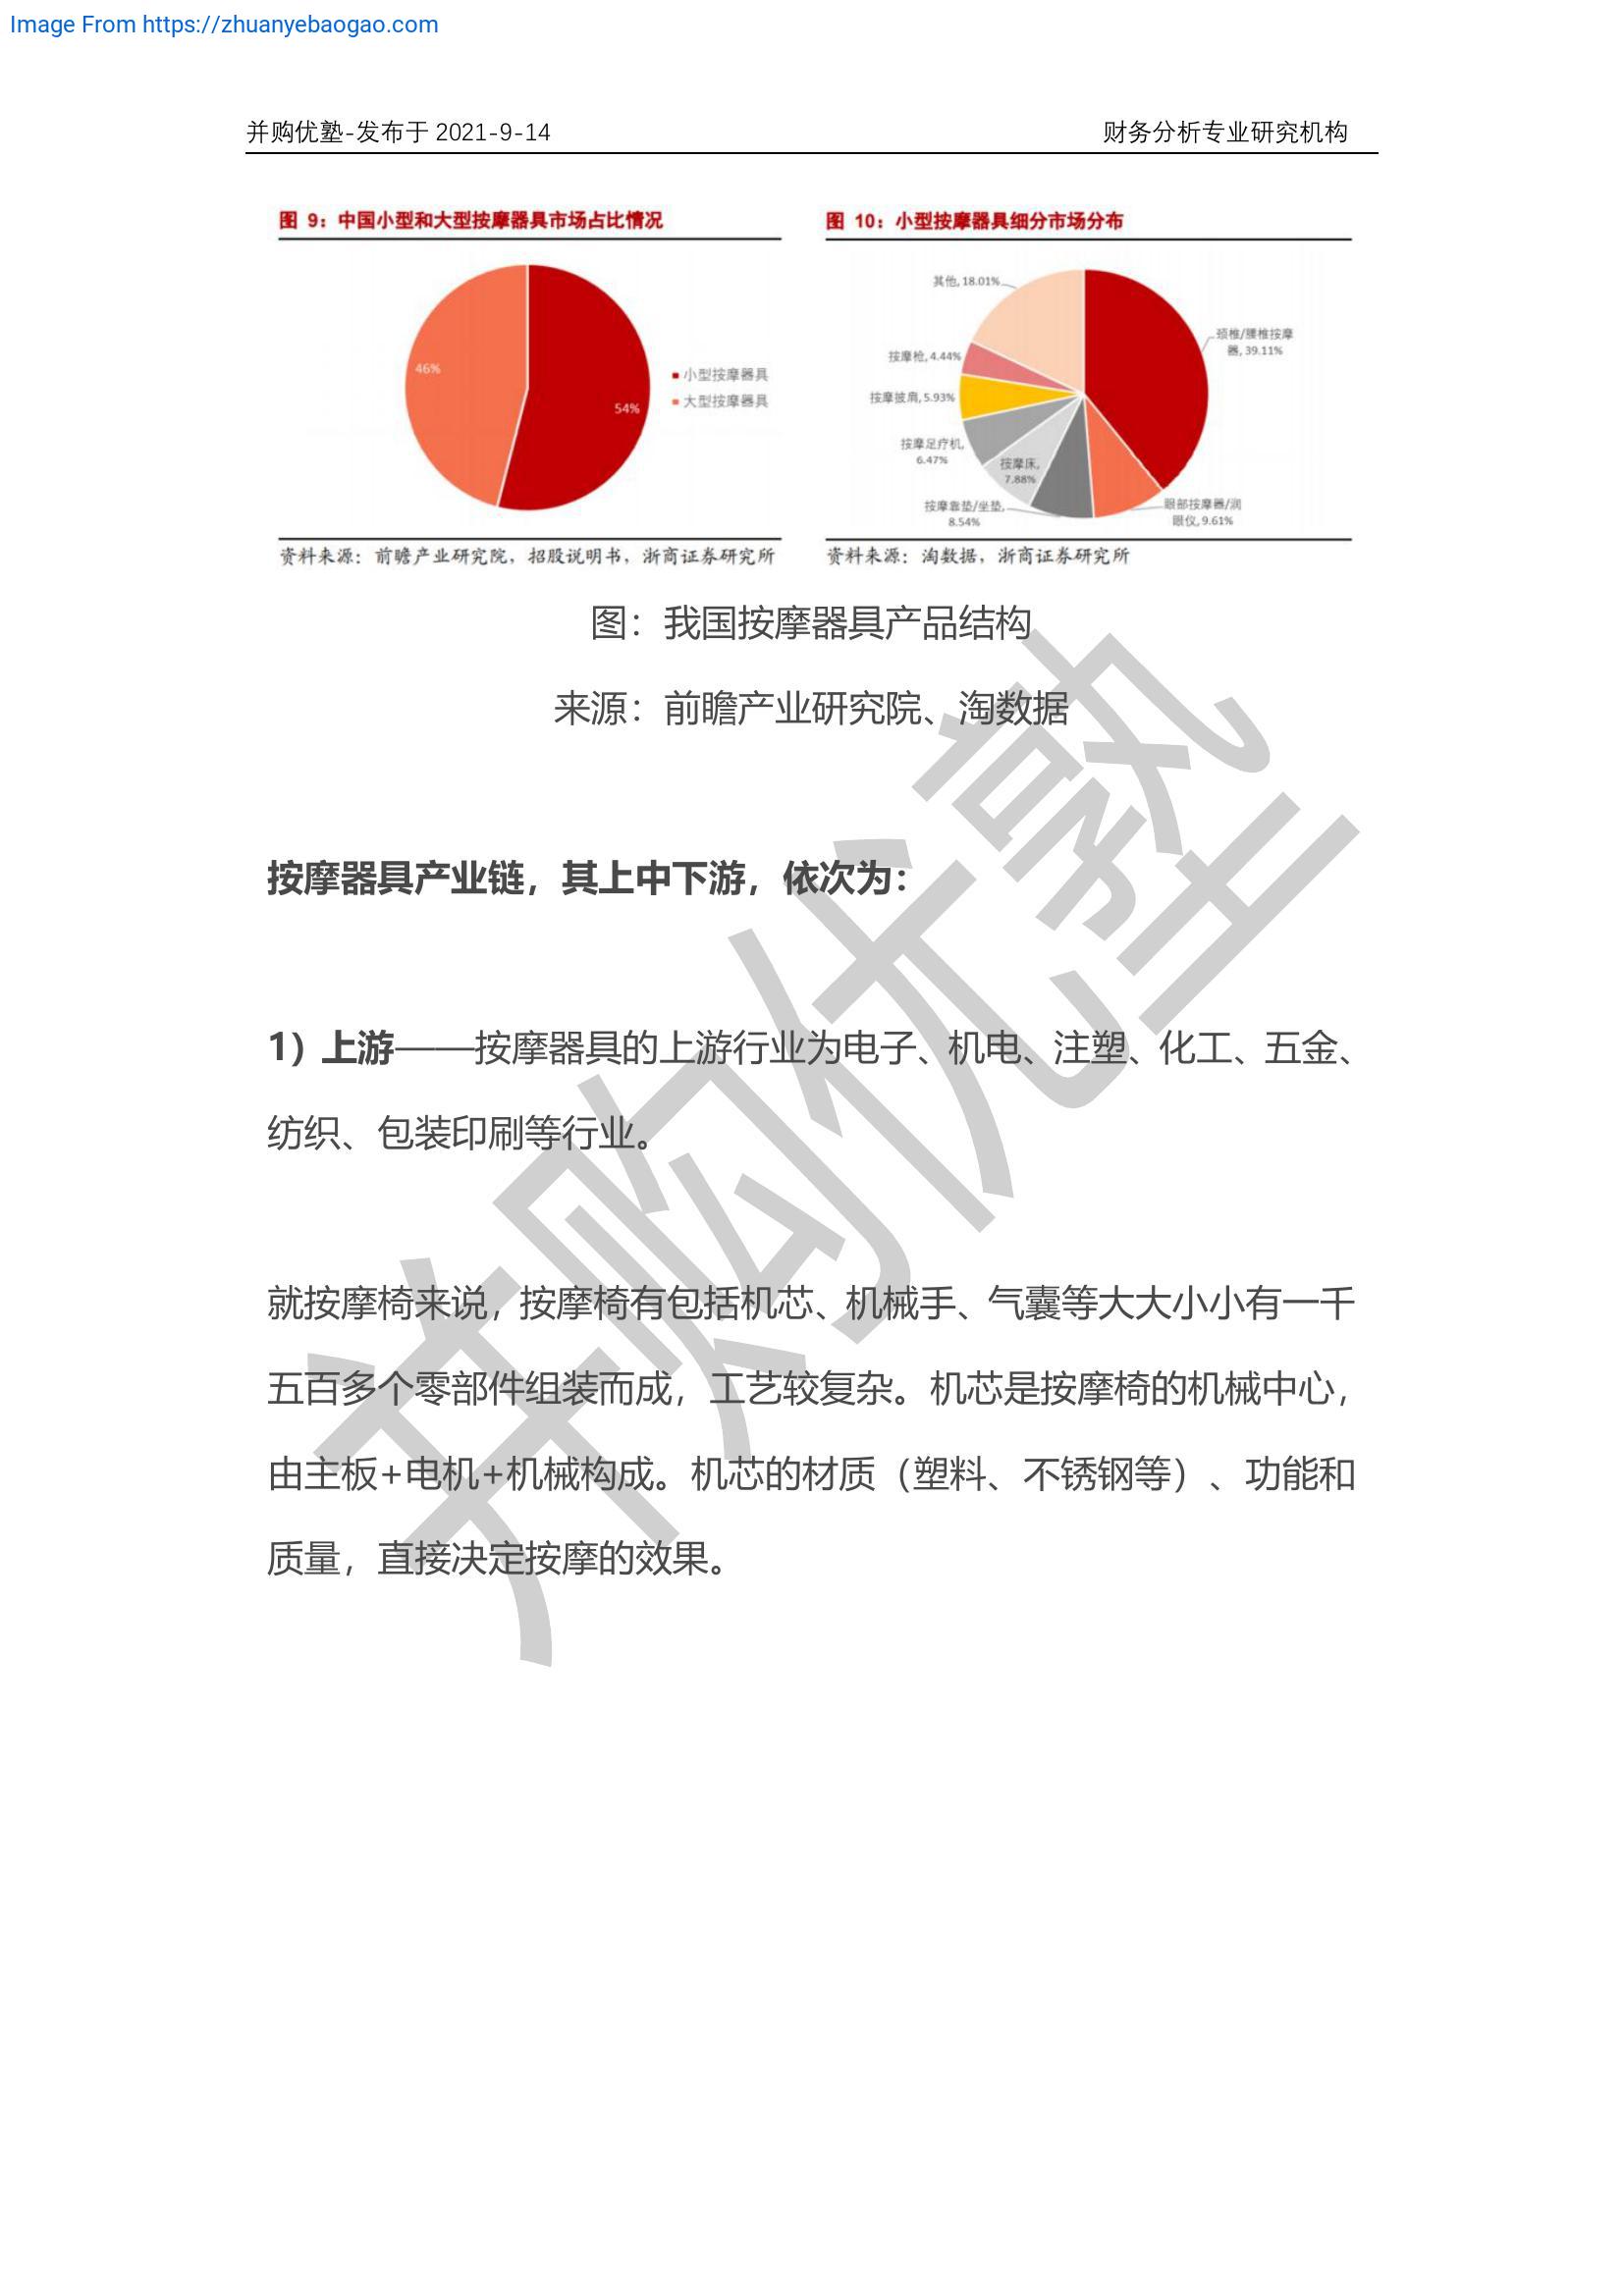 Image From https://zhuanyebaogao.com
并购优塾-发布于 2021-9-14
财务分析专业研究机构
图 9：中国小型和大型按摩器具市场占比情况
46%
54%
小型按摩器具
大型按摩器具
资料来源：前瞻产业研究院，招股说明书，浙商证券研究所
图 10：小型按摩器具细分市场分布
其他, 18.01%
颈椎/腰椎按摩
器, 39.11%
按摩枪, 4.44%
按摩披肩, 5.93%
按摩足疗机,
6.47%
按摩床,
7.88%
按摩靠垫/坐垫,
8.54%
眼部按摩器/润
眼仪, 9.61%
资料来源：淘数据，浙商证券研究所
图：我国按摩器具产品结构
来源：前瞻产业研究院、淘数据
按摩器具产业链，其上中下游，依次为：
1）上游——按摩器具的上游行业为电子、机电、注塑、化工、五金、
纺织、包装印刷等行业。
就按摩椅来说，按摩椅有包括机芯、机械手、气囊等大大小小有一千
五百多个零部件组装而成，工艺较复杂。机芯是按摩椅的机械中心，
由主板+电机+机械构成。机芯的材质（塑料、不锈钢等）、功能和
质量，直接决定按摩的效果。
并购优塾